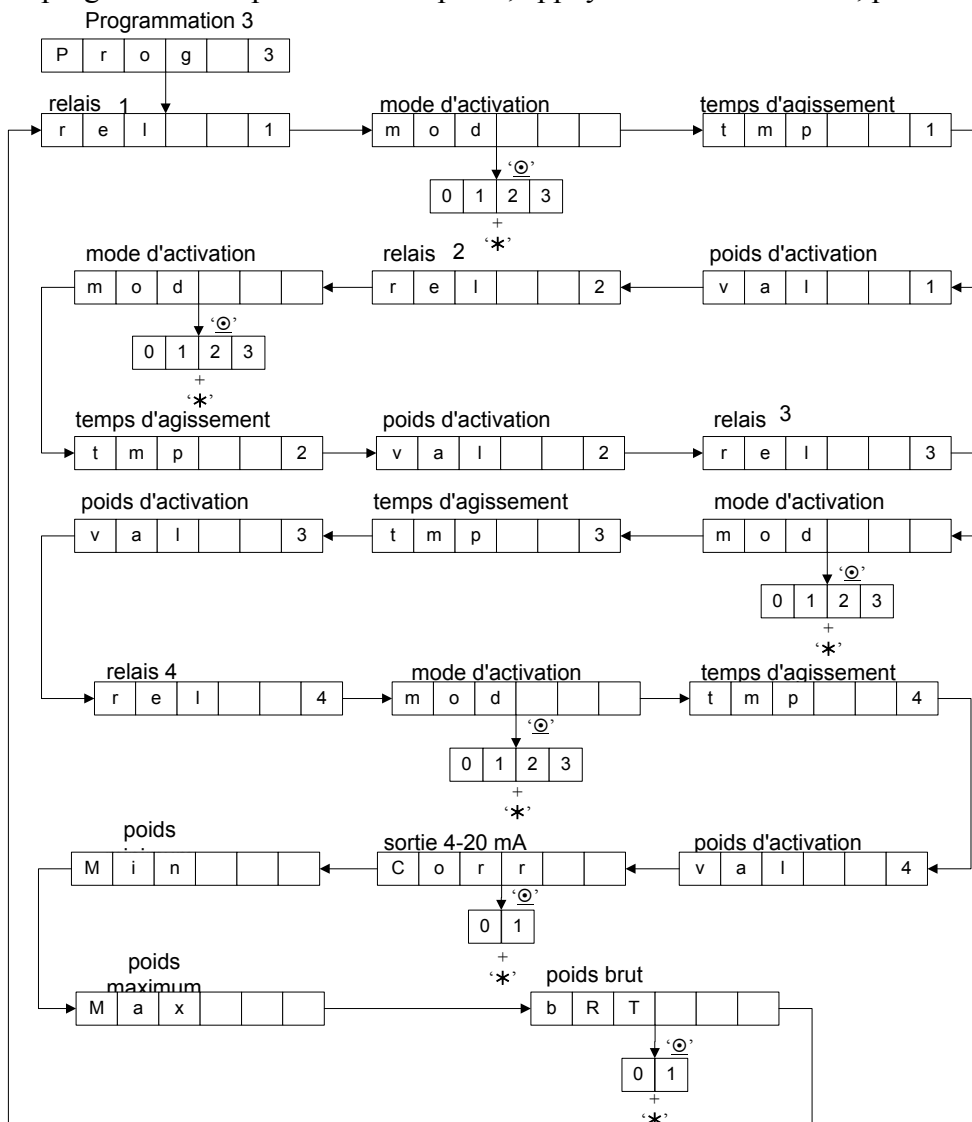 Programmation 3
P r o g 3
relais 1
r e l 1
mode d'activation
m o d
temps d'agissement
t m p 1
'⊙'
0 1 2 3
+
'*'
mode d'activation
m o d
relais 2
r e l 2
poids d'activation
v a l 1
'⊙'
0 1 2 3
+
'*'
temps d'agissement
t m p 2
poids d'activation
v a l 2
relais 3
r e l 3
poids d'activation
v a l 3
temps d'agissement
t m p 3
mode d'activation
m o d
'⊙'
0 1 2 3
+
'*'
relais 4
r e l 4
mode d'activation
m o d
temps d'agissement
t m p 4
'⊙'
0 1 2 3
+
'*'
poids
M i n
sortie 4-20 mA
C o r r
poids d'activation
v a l 4
'⊙'
0 1
+
'*'
poids
maximum
M a x
poids brut
b R T
'⊙'
0 1
+
'*'